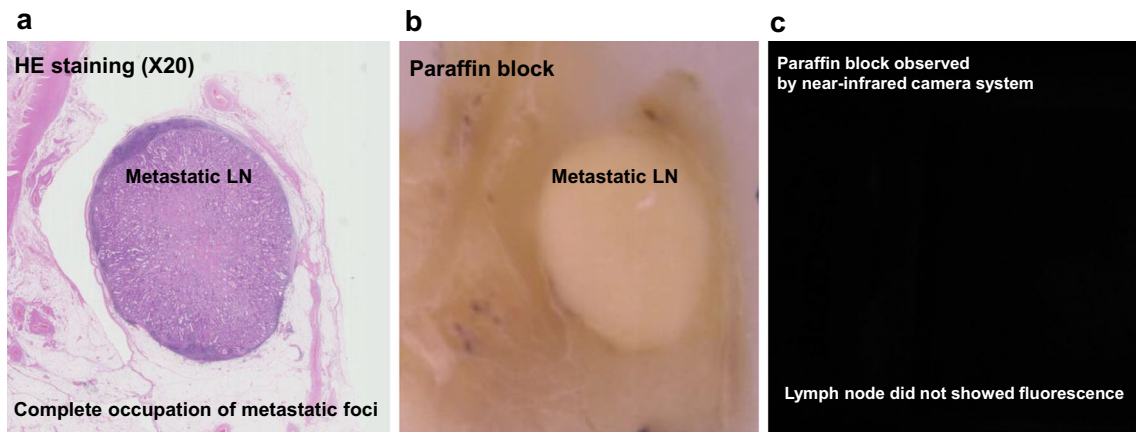 a
HE staining (X20)
Metastatic LN
Complete occupation of metastatic foci
b
Paraffin block
Metastatic LN
c
Paraffin block observed
by near-infrared camera system
Lymph node did not showed fluorescence